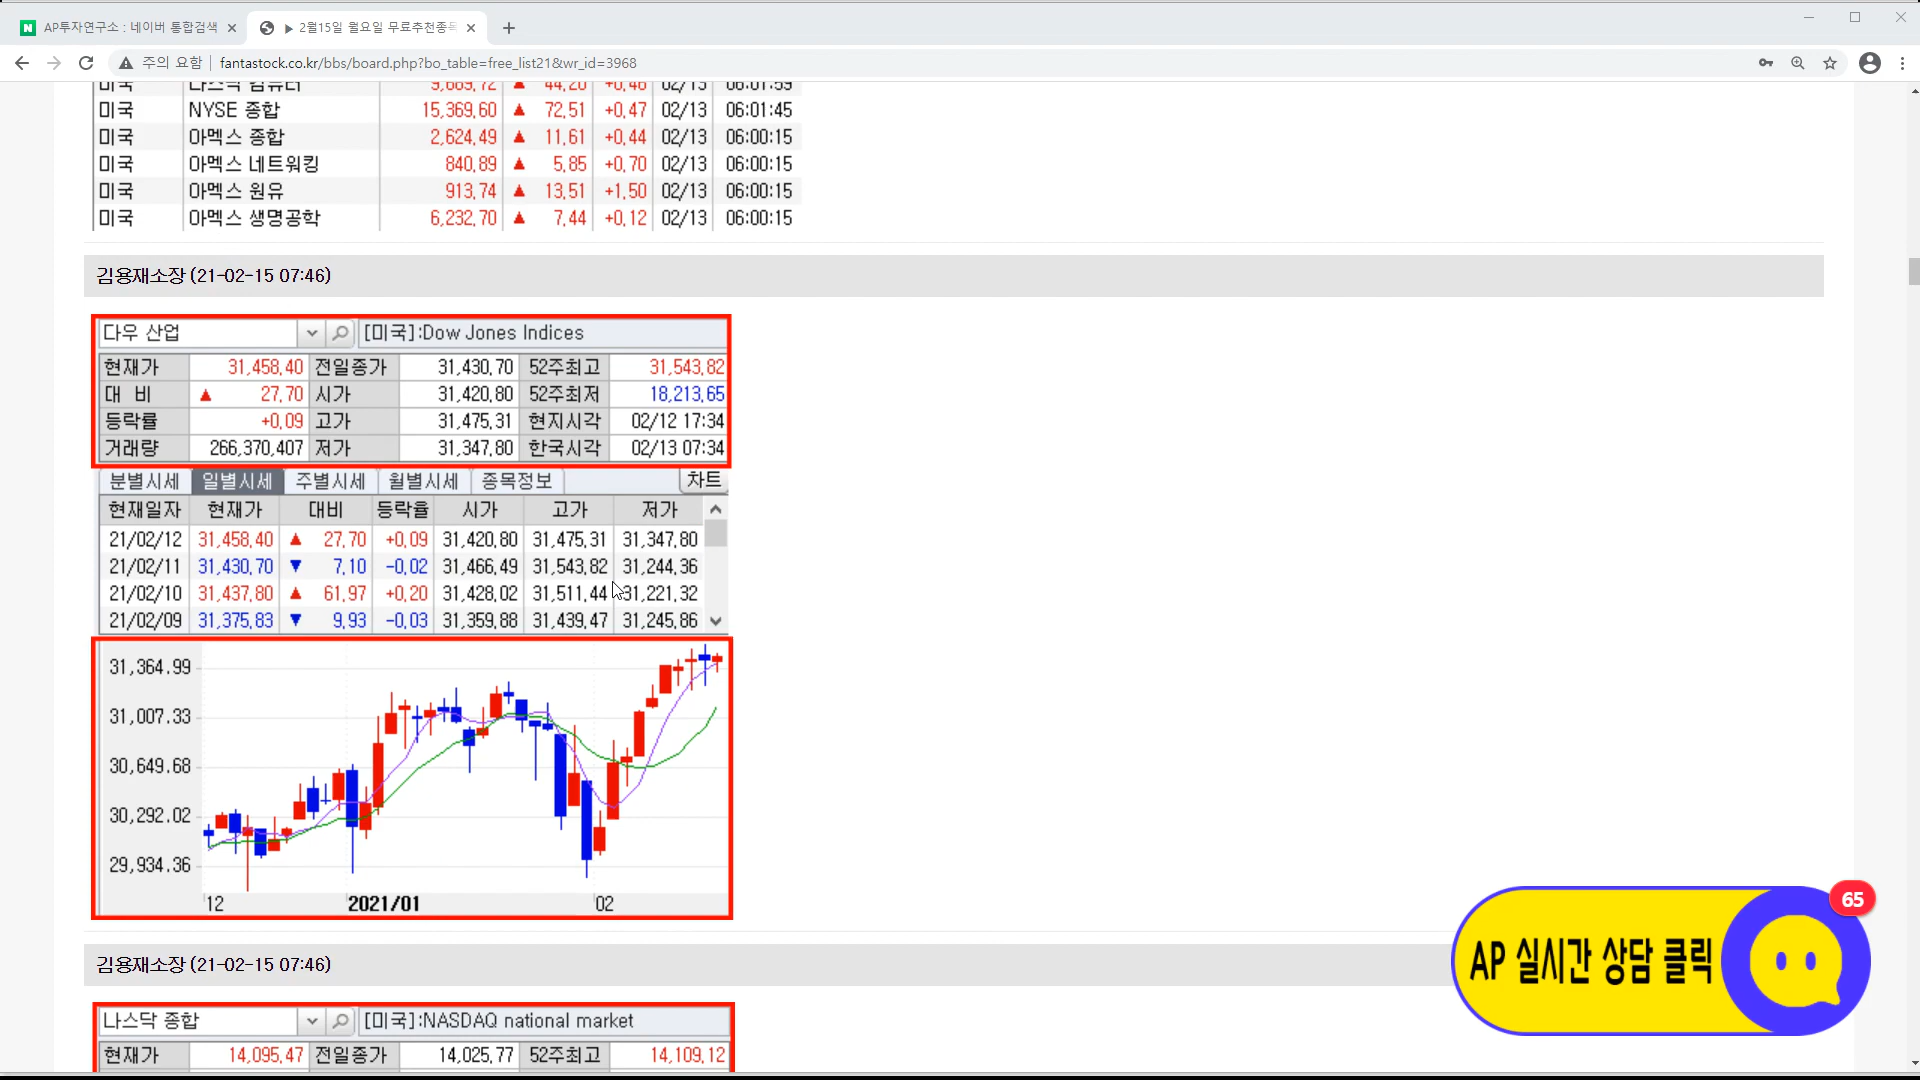 AP투자연구소 : 네이버 통합검색
▶ 2월15일 월요일 무료추천종목
주의 요함 fantastock.co.kr/bbs/board.php?bo_table=free_list21&wr_id=3968
미국 나스닥 컴퓨터 9,689,72 ▲ 44,20 +0,46 02/13 06:01:59
미국 NYSE 종합 15,369,60 ▲ 72,51 +0,47 02/13 06:01:45
미국 아멕스 종합 2,624,49 ▲ 11,61 +0,44 02/13 06:00:15
미국 아멕스 네트워킹 840,89 ▲ 5,85 +0,70 02/13 06:00:15
미국 아멕스 원유 913,74 ▲ 13,51 +1,50 02/13 06:00:15
미국 아멕스 생명공학 6,232,70 ▲ 7,44 +0,12 02/13 06:00:15
김용재소장 (21-02-15 07:46)
다우 산업 [미국]:Dow Jones Indices
현재가 31,458,40 전일종가 31,430,70 52주최고 31,543,82
대 비 ▲ 27,70 시가 31,420,80 52주최저 18,213,65
등락률 +0,09 고가 31,475,31 현지시각 02/12 17:34
거래량 266,370,407 저가 31,347,80 한국시각 02/13 07:34
분별시세 일별시세 주별시세 월별시세 종목정보 차트
현재일자 현재가 대비 등락율 시가 고가 저가
21/02/12 31,458,40 ▲ 27,70 +0,09 31,420,80 31,475,31 31,347,80
21/02/11 31,430,70 ▼ 7,10 -0,02 31,466,49 31,543,82 31,244,36
21/02/10 31,437,80 ▲ 61,97 +0,20 31,428,02 31,511,44 31,221,32
21/02/09 31,375,83 ▼ 9,93 -0,03 31,359,88 31,439,47 31,245,86
31,364.99
31,007.33
30,649.68
30,292.02
29,934.36
12 2021/01 02
65
AP 실시간 상담 클릭
김용재소장 (21-02-15 07:46)
나스닥 종합 [미국]:NASDAQ national market
현재가 14,095,47 전일종가 14,025,77 52주최고 14,109,12